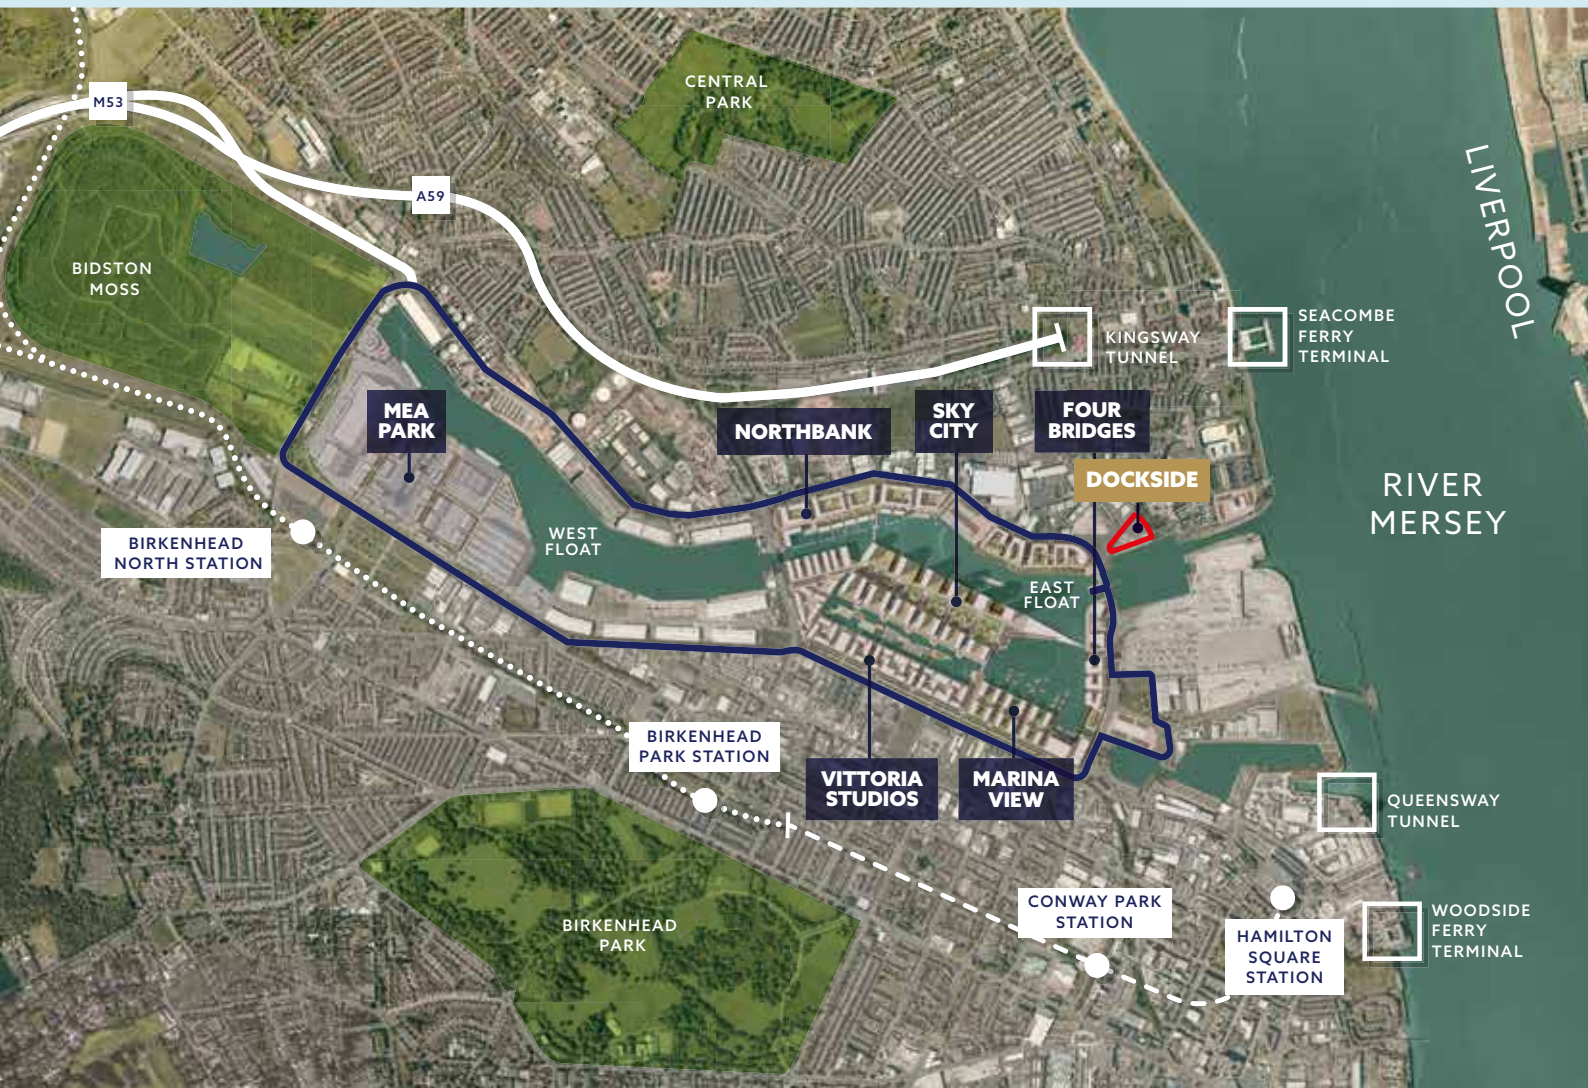 CENTRAL
PARK
M53
LIVERPOOL
A59
BIDSTON
MOSS
KINGSWAY
TUNNEL
SEACOMBE
FERRY
TERMINAL
MEA
PARK
NORTHBANK
SKY
CITY
FOUR
BRIDGES
DOCKSIDE
RIVER
MERSEY
WEST
FLOAT
BIRKENHEAD
NORTH STATION
EAST
FLOAT
BIRKENHEAD
PARK STATION
VITTORIA
STUDIOS
MARINA
VIEW
QUEENSWAY
TUNNEL
CONWAY PARK
STATION
BIRKENHEAD
PARK
HAMILTON
SQUARE
STATION
WOODSIDE
FERRY
TERMINAL